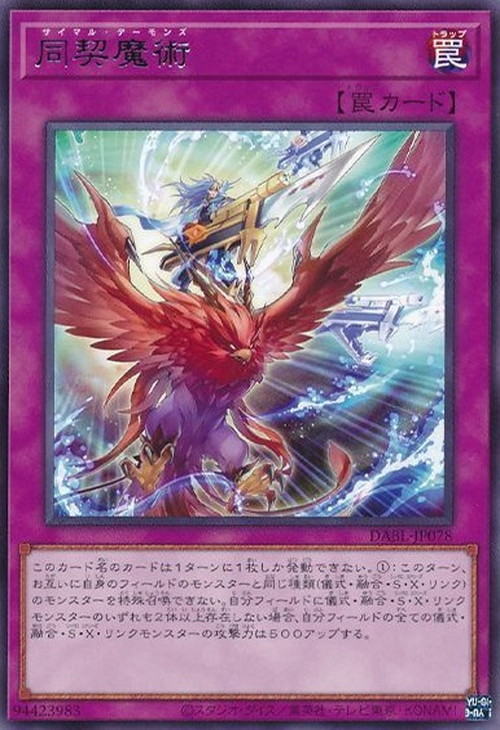 サイマル・デーモンズ
同契魔術
トラップ
罠
【罠カード】
DABL-JP078
このカード名のカードは１ターンに１枚しか発動できない。①：このターン、
お互いに自身のフィールドのモンスターと同じ種類(儀式・融合・S・X・リンク)
のモンスターを特殊召喚できない。自分フィールドに儀式・融合・S・X・リンク
モンスターのいずれも２体以上存在しない場合、自分フィールドの全ての儀式・
融合・S・X・リンクモンスターの攻撃力は５００アップする。
94423983
©スタジオ・ダイス／集英社・テレビ東京・KONAMI